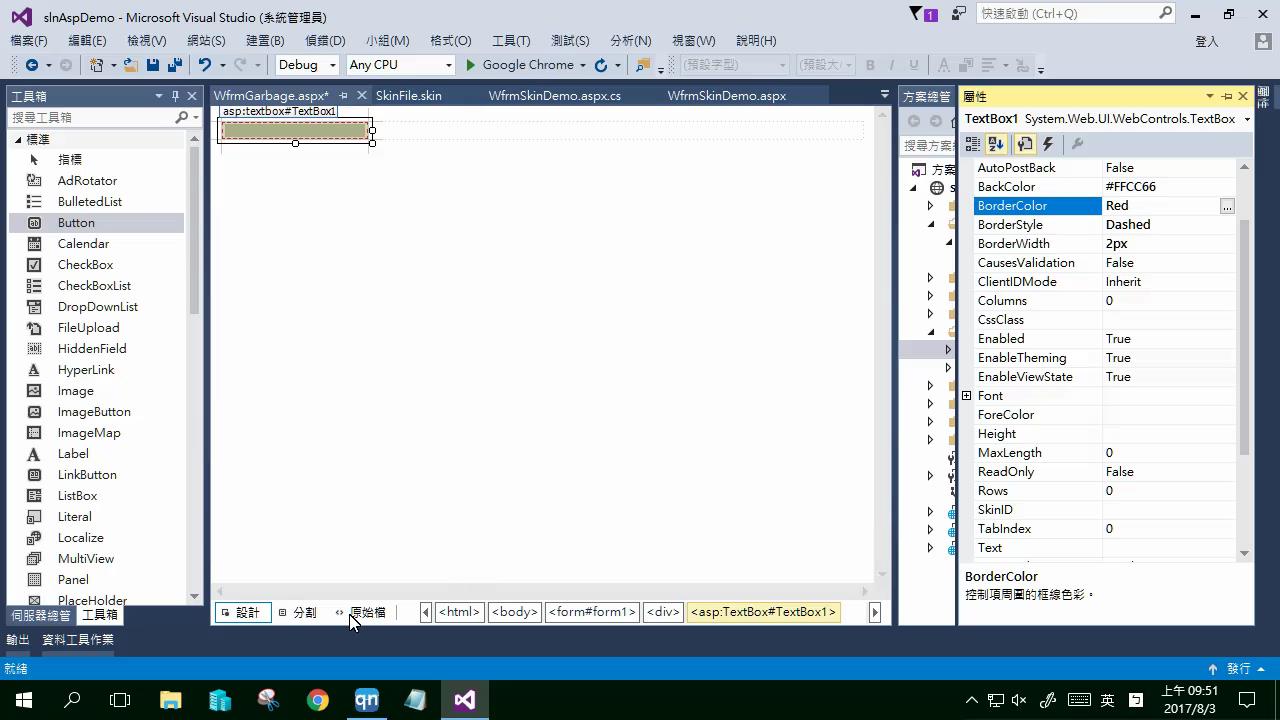 slnAspDemo - Microsoft Visual Studio (系統管理員)
1
快速啟動 (Ctrl+Q)
檔案(F) 編輯(E) 檢視(V) 網站(S) 建置(B) 偵錯(D) 小組(M) 格式(O) 工具(T) 測試(S) 分析(N) 視窗(W) 說明(H) 登入
Debug Any CPU Google Chrome (預設字型) (預設大小) B I U
工具箱
搜尋工具箱
標準
指標
AdRotator
BulletedList
Button
Calendar
CheckBox
CheckBoxList
DropDownList
FileUpload
HiddenField
HyperLink
Image
ImageButton
ImageMap
Label
LinkButton
ListBox
Literal
Localize
MultiView
Panel
PlaceHolder
伺服器總管 工具箱
WfrmGarbage.aspx* SkinFile.skin WfrmSkinDemo.aspx.cs WfrmSkinDemo.aspx
asp:textbox#TextBox1
設計 分割 原始檔 <html> <body> <form#form1> <div> <asp:TextBox#TextBox1>
方案總管
搜尋方案
方案
屬性
TextBox1 System.Web.UI.WebControls.TextBox
AutoPostBack False
BackColor #FFCC66
BorderColor Red ...
BorderStyle Dashed
BorderWidth 2px
CausesValidation False
ClientIDMode Inherit
Columns 0
CssClass
Enabled True
EnableTheming True
EnableViewState True
Font
ForeColor
Height
MaxLength 0
ReadOnly False
Rows 0
SkinID
TabIndex 0
Text
BorderColor
控制項周圍的框線色彩。
輸出 資料工具作業
就緒 發行
qn
英
上午 09:51
2017/8/3